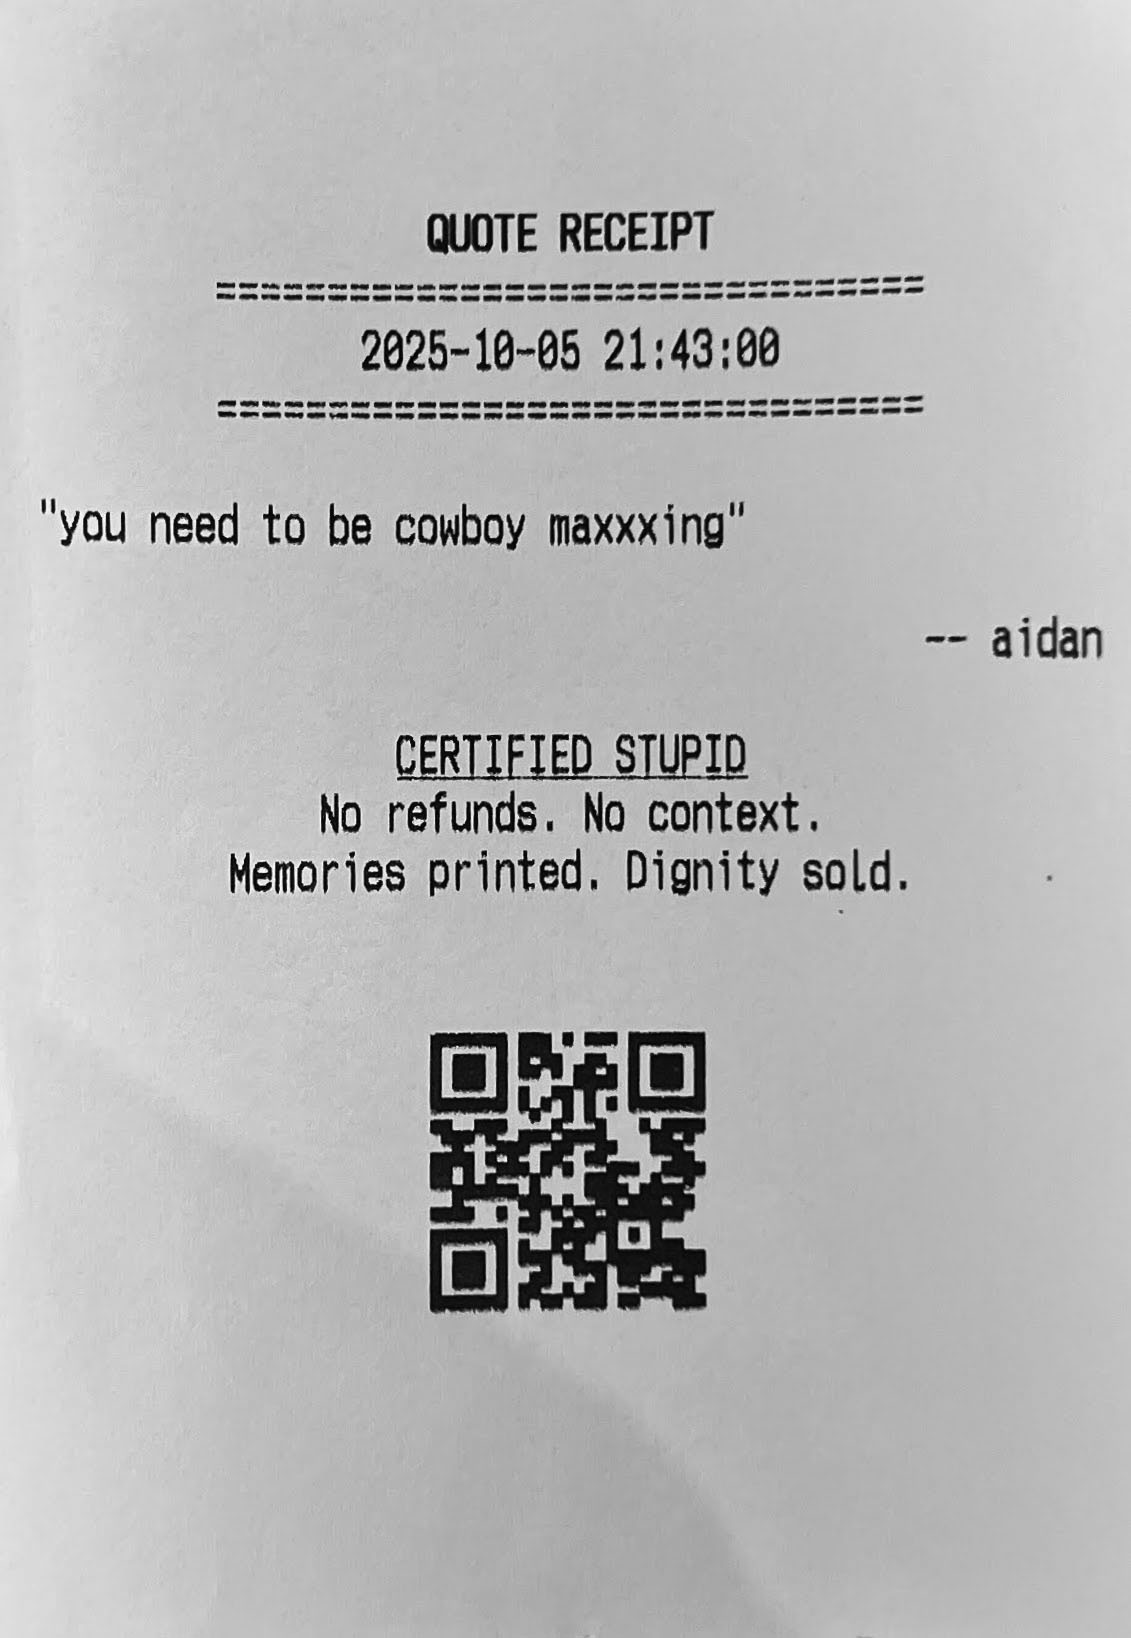 QUOTE RECEIPT
================================
2025-10-05 21:43:00
================================
"you need to be cowboy maxxxing"
-- aidan
CERTIFIED STUPID
No refunds. No context.
Memories printed. Dignity sold.